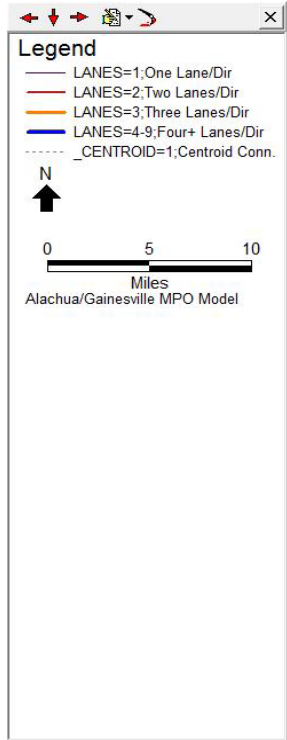 Legend
LANES=1;One Lane/Dir
LANES=2;Two Lanes/Dir
LANES=3;Three Lanes/Dir
LANES=4-9;Four+ Lanes/Dir
_CENTROID=1;Centroid Conn.
N
0 5 10
Miles
Alachua/Gainesville MPO Model